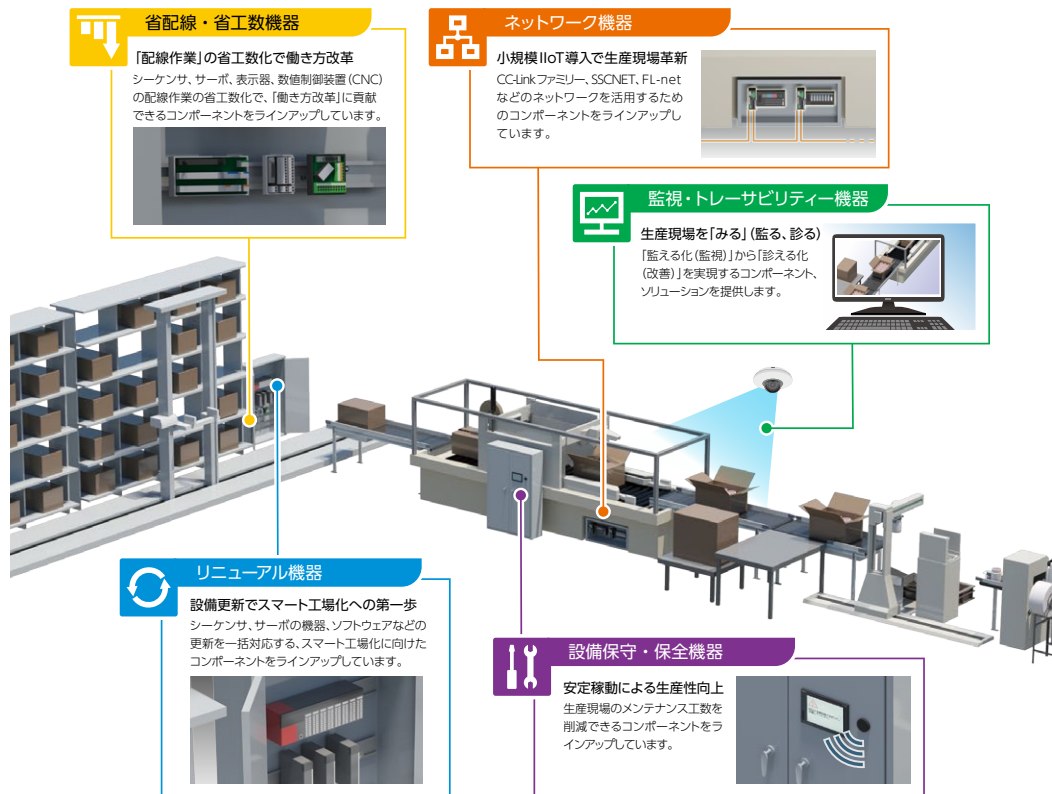 省配線・省工数機器
「配線作業」の省工数化で働き方改革
シーケンサ、サーボ、表示器、数値制御装置（CNC）
の配線作業の省工数化で、「働き方改革」に貢献
できるコンポーネントをラインアップしています。
ネットワーク機器
小規模IIoT導入で生産現場革新
CC-Linkファミリー、SSCNET、FL-net
などのネットワークを活用するため
のコンポーネントをラインアップし
ています。
監視・トレーサビリティー機器
生産現場を「みる」（監る、診る）
「監える化（監視）」から「診える化
（改善）」を実現するコンポーネント、
ソリューションを提供します。
リニューアル機器
設備更新でスマート工場化への第一歩
シーケンサ、サーボの機器、ソフトウェアなどの
更新を一括対応する、スマート工場化に向けた
コンポーネントをラインアップしています。
設備保守・保全機器
安定稼動による生産性向上
生産現場のメンテナンス工数を
削減できるコンポーネントをラ
インアップしています。